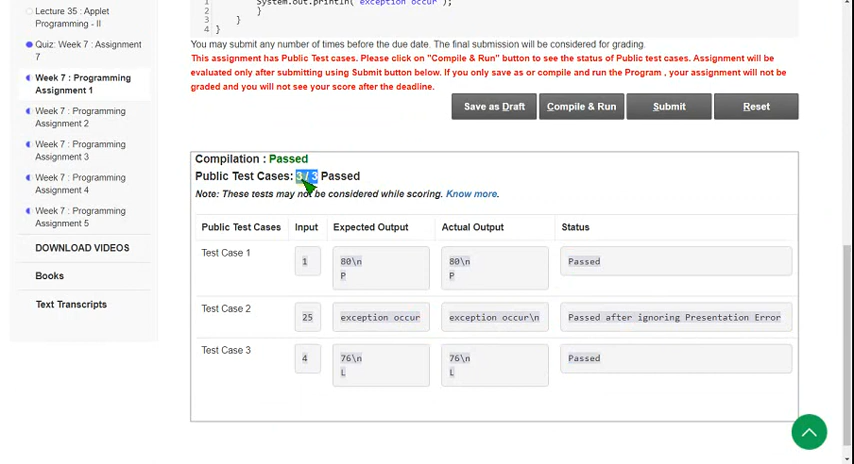 Lecture 35 : Applet
Programming - II
Quiz: Week 7 : Assignment
7
Week 7 : Programming
Assignment 1
Week 7 : Programming
Assignment 2
Week 7 : Programming
Assignment 3
Week 7 : Programming
Assignment 4
Week 7 : Programming
Assignment 5
DOWNLOAD VIDEOS
Books
Text Transcripts
1 System.out.println("exception occur");
2 }
3 }
4 }
You may submit any number of times before the due date. The final submission will be considered for grading.
This assignment has Public Test cases. Please click on "Compile & Run" button to see the status of Public test cases. Assignment will be
evaluated only after submitting using Submit button below. If you only save as or compile and run the Program , your assignment will not be
graded and you will not see your score after the deadline.
Save as Draft Compile & Run Submit Reset
Compilation : Passed
Public Test Cases: 3 / 3 Passed
Note: These tests may not be considered while scoring. Know more.
Public Test Cases Input Expected Output Actual Output Status
Test Case 1 1 80\n 80\n Passed
P P
Test Case 2 25 exception occur exception occur\n Passed after ignoring Presentation Error
Test Case 3 4 76\n 76\n Passed
L L